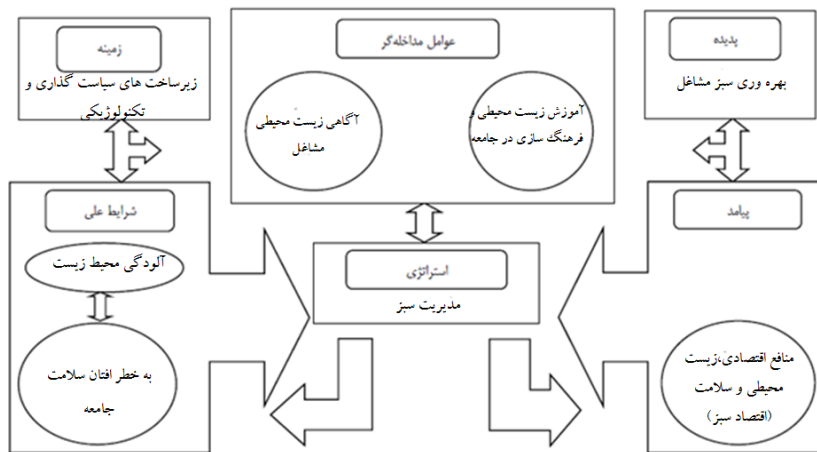 پدیده
بهره وری سبز مشاغل
عوامل مداخله‌گر
آموزش زیست محیطی و
فرهنگ سازی در جامعه
آگاهی زیست محیطی
مشاغل
زمینه
زیرساخت های سیاست گذاری و
تکنولوژیکی
پیامد
منافع اقتصادی،زیست
محیطی و سلامت
(اقتصاد سبز)
استراتژی
مدیریت سبز
شرایط علی
آلودگی محیط زیست
به خطر افتان سلامت
جامعه